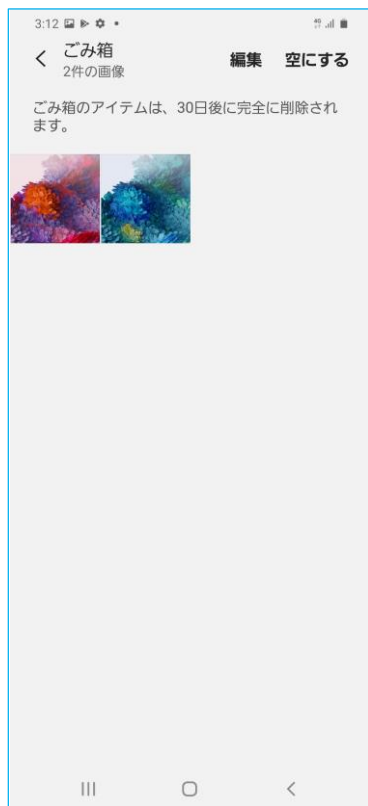 3:12
ごみ箱
2件の画像
編集 空にする
ごみ箱のアイテムは、30日後に完全に削除され
ます。